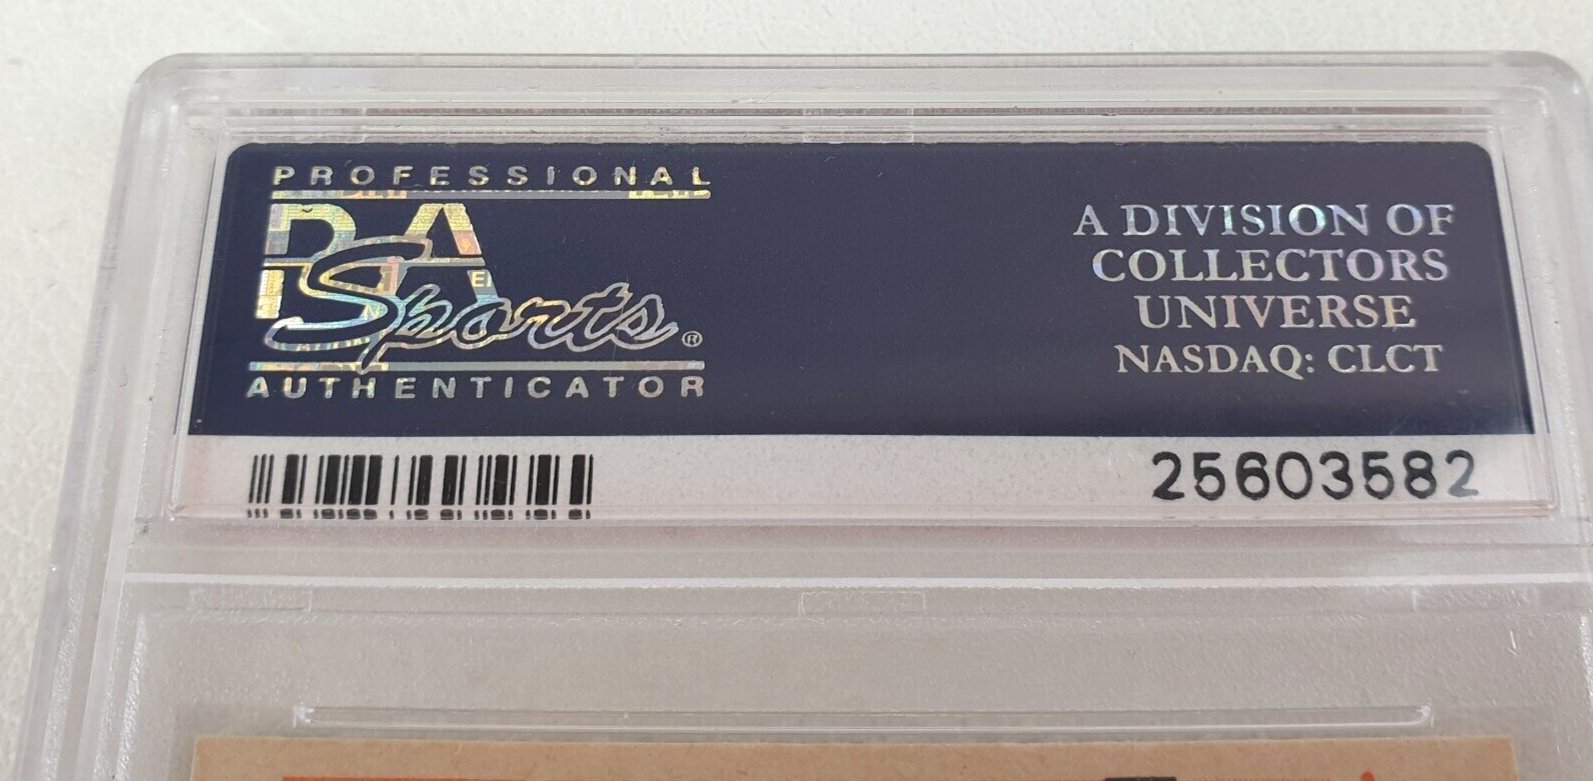 PROFESSIONAL
PSA
Sports®
AUTHENTICATOR
A DIVISION OF
COLLECTORS
UNIVERSE
NASDAQ: CLCT
25603582